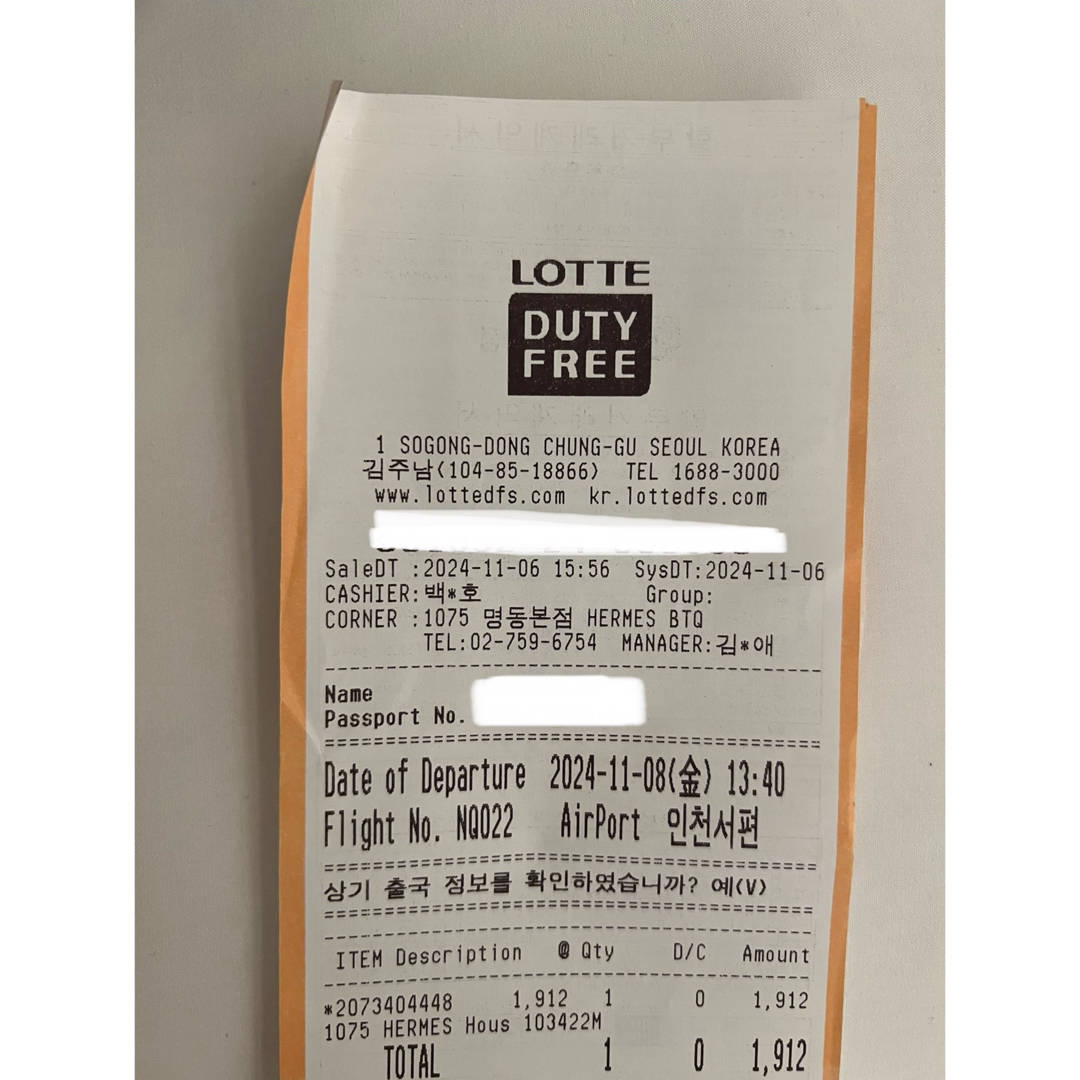 LOTTE
DUTY
FREE
1 SOGONG-DONG CHUNG-GU SEOUL KOREA
김주남(104-85-18866) TEL 1688-3000
www.lottedfs.com kr.lottedfs.com
SaleDT :2024-11-06 15:56 SysDT:2024-11-06
CASHIER:백*호 Group:
CORNER :1075 명동본점 HERMES BTQ
TEL:02-759-6754 MANAGER:김*애
Name
Passport No.
Date of Departure 2024-11-08(金) 13:40
Flight No. NQ022 AirPort 인천서편
상기 출국 정보를 확인하였습니까? 예(V)
ITEM Description @ Qty D/C Amount
*2073404448 1,912 1 0 1,912
1075 HERMES Hous 103422M
TOTAL 1 0 1,912